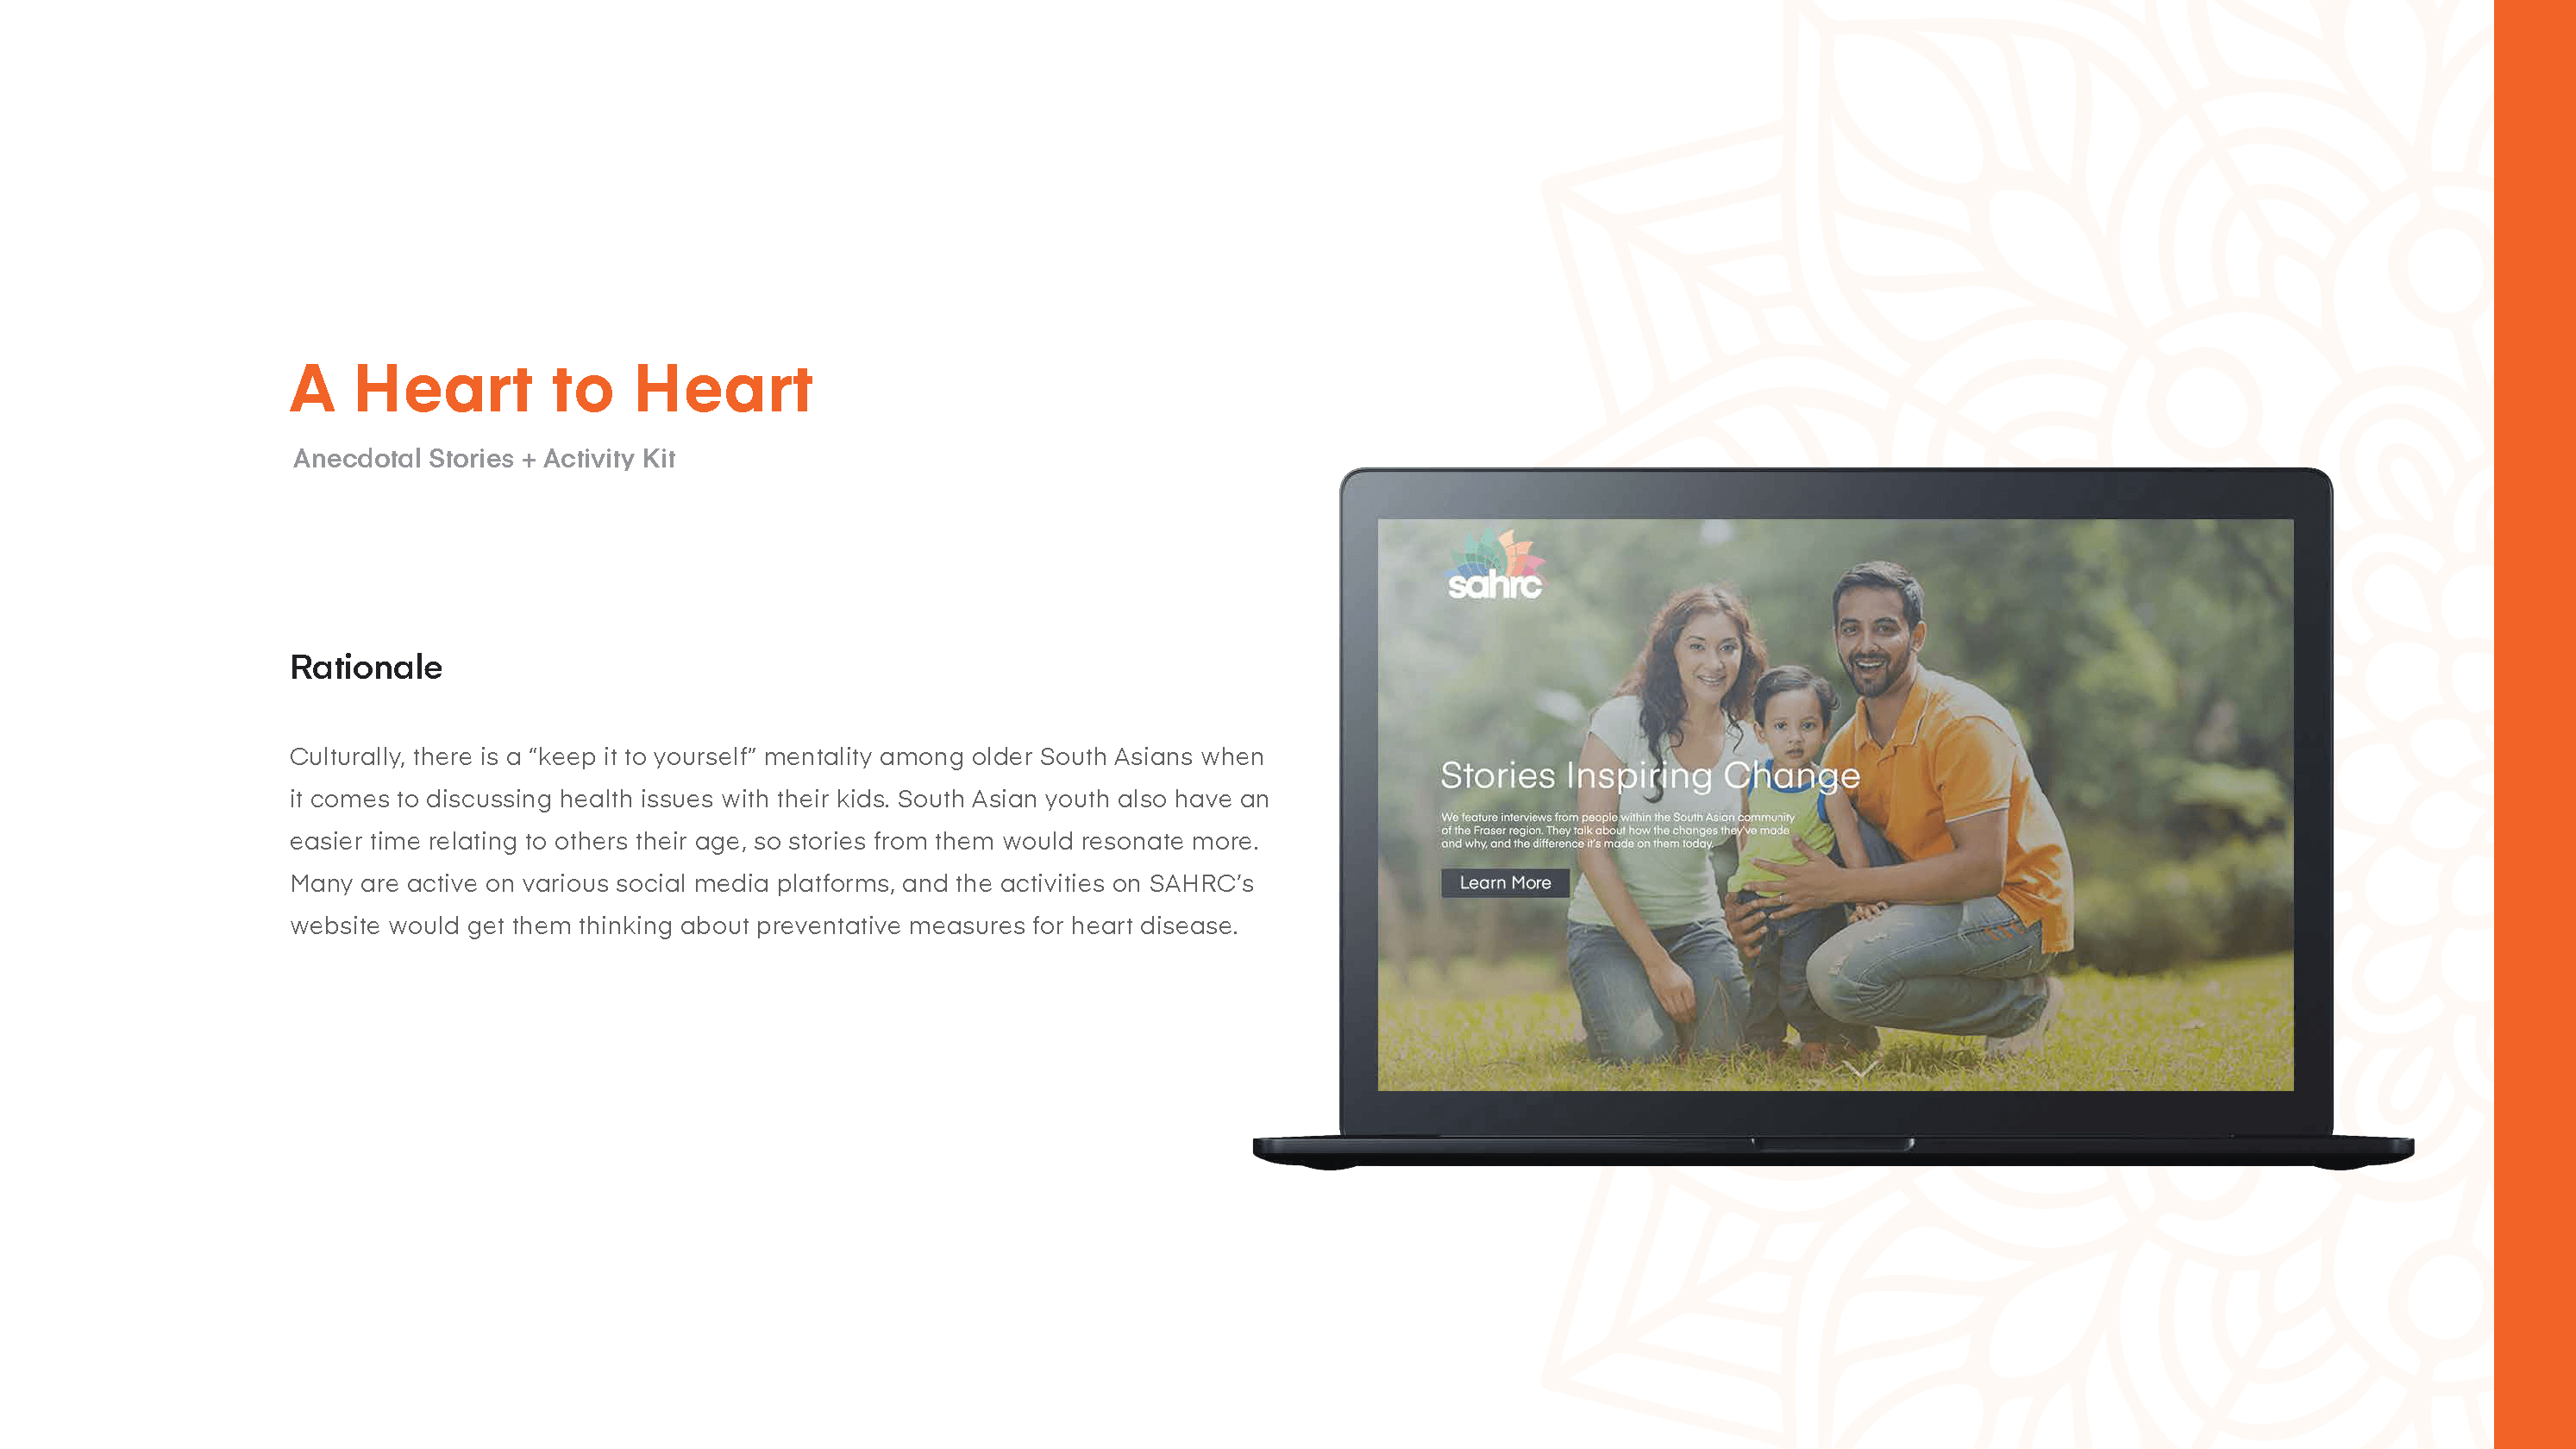 A Heart to Heart
Anecdotal Stories + Activity Kit
Rationale
Culturally, there is a “keep it to yourself” mentality among older South Asians when
it comes to discussing health issues with their kids. South Asian youth also have an
easier time relating to others their age, so stories from them would resonate more.
Many are active on various social media platforms, and the activities on SAHRC’s
website would get them thinking about preventative measures for heart disease.
sahrc
Stories Inspiring Change
We feature interviews from people within the South Asian community
of the Fraser region. They talk about how the changes they’ve made
and why, and the difference it’s made on them today.
Learn More